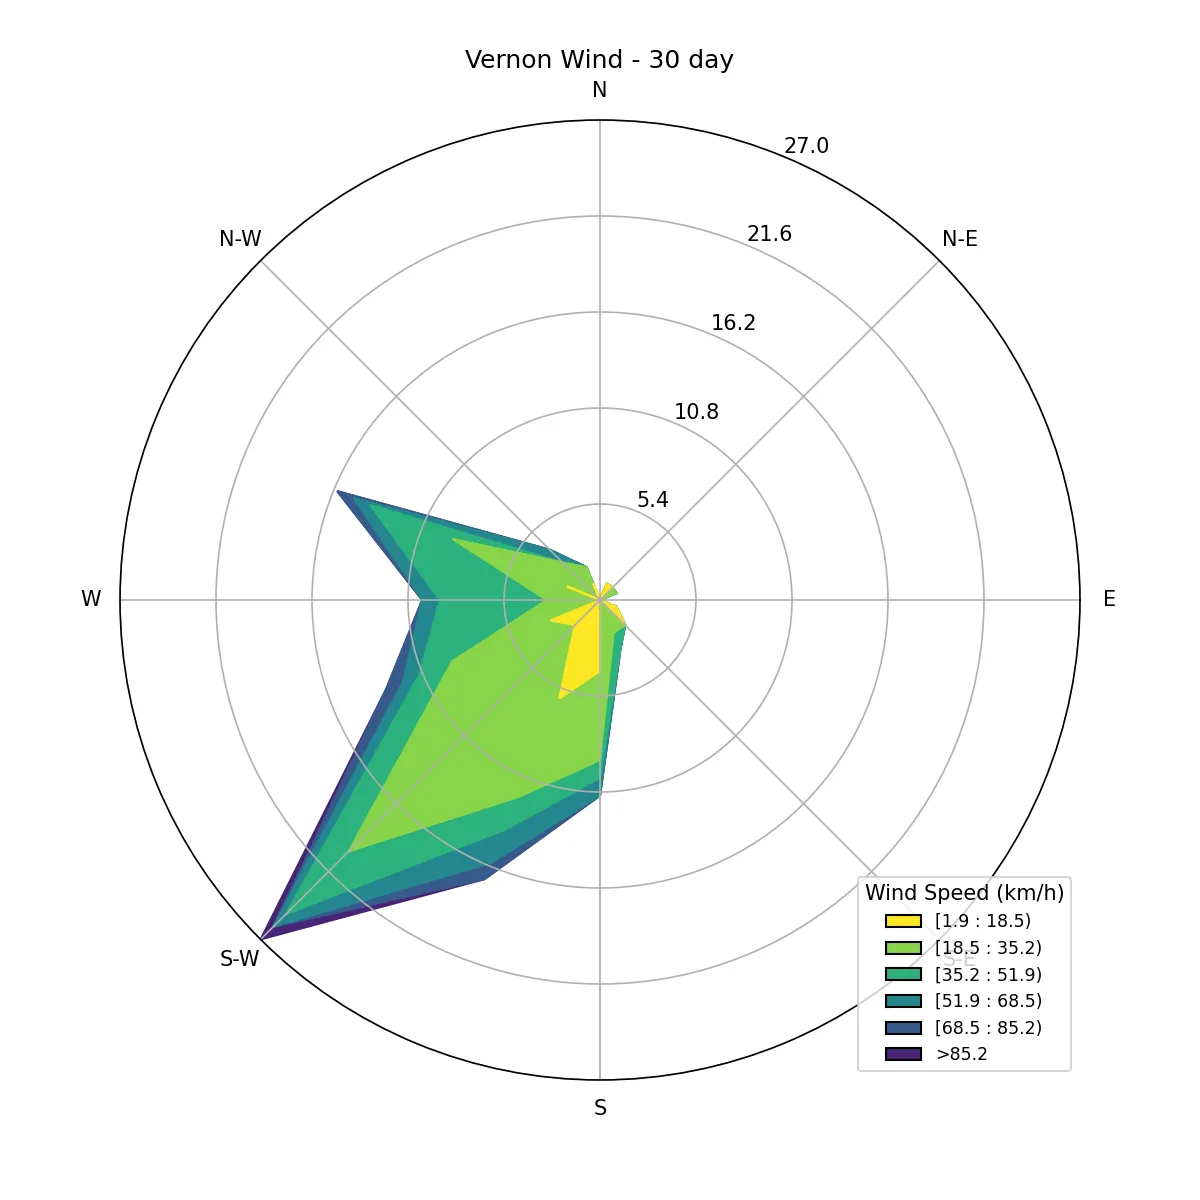 Vernon Wind - 30 day
N
27.0
N-W
21.6
N-E
16.2
10.8
5.4
W
E
S-W
S-E
Wind Speed (km/h)
[1.9 : 18.5)
[18.5 : 35.2)
[35.2 : 51.9)
[51.9 : 68.5)
[68.5 : 85.2)
>85.2
S